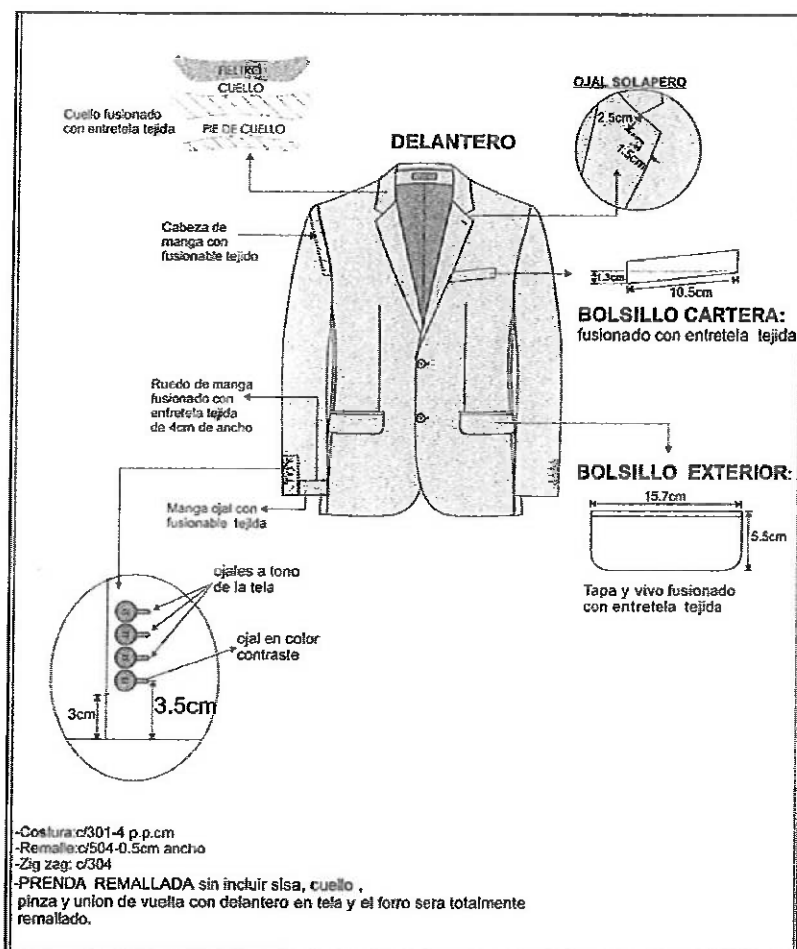 FIELTRO
CUELLO
PIE DE CUELLO
Cuello fusionado
con entretela tejida
OJAL SOLAPERO
2.5cm
1.5cm
DELANTERO
Cabeza de
manga con
fusionable tejido
1.3cm
10.5cm
BOLSILLO CARTERA:
fusionado con entretela tejida
Ruedo de manga
fusionado con
entretela tejida
de 4cm de ancho
BOLSILLO EXTERIOR:
15.7cm
5.5cm
Manga ojal con
fusionable tejida
Tapa y vivo fusionado
con entretela tejida
ojales a tono
de la tela
ojal en color
contraste
3cm
3.5cm
-Costura:c/301-4 p.p.cm
-Remalle:c/504-0.5cm ancho
-Zig zag: c/304
-PRENDA REMALLADA sin incluir sisa, cuello ,
pinza y union de vuelta con delantero en tela y el forro sera totalmente
remallado.